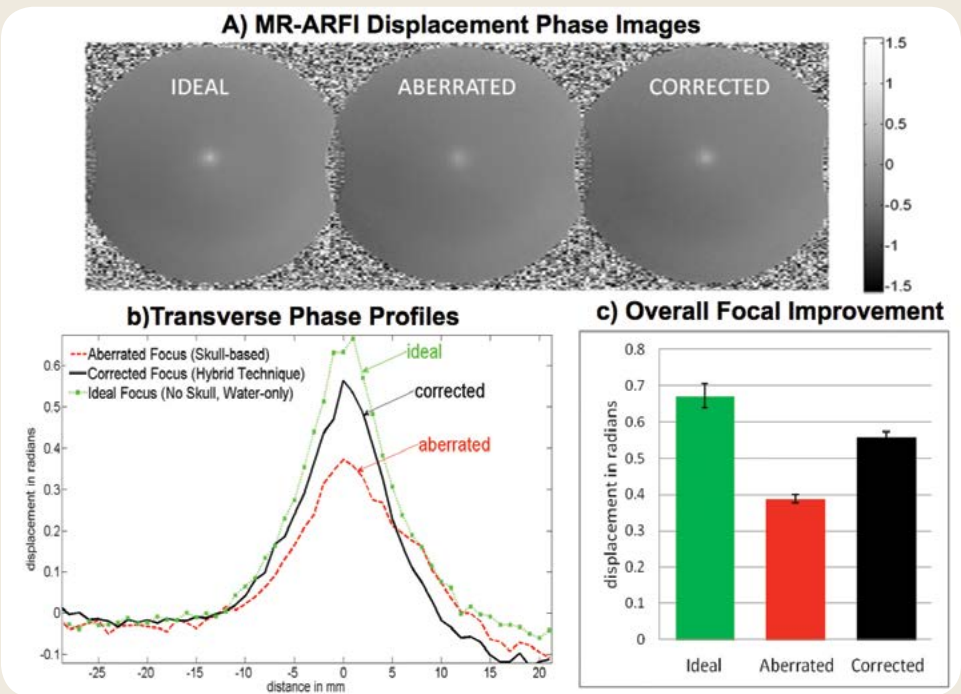 A) MR-ARFI Displacement Phase Images
IDEAL
ABERRATED
CORRECTED
1.5
1
0.5
0
-0.5
-1
-1.5
b)Transverse Phase Profiles
Aberrated Focus (Skull-based)
Corrected Focus (Hybrid Technique)
Ideal Focus (No Skull, Water-only)
ideal
corrected
aberrated
displacement in radians
0.6
0.5
0.4
0.3
0.2
0.1
0
-0.1
-25 -20 -15 -10 -5 0 5 10 15 20
distance in mm
c) Overall Focal Improvement
displacement in radians
0.8
0.7
0.6
0.5
0.4
0.3
0.2
0.1
0
Ideal Aberrated Corrected